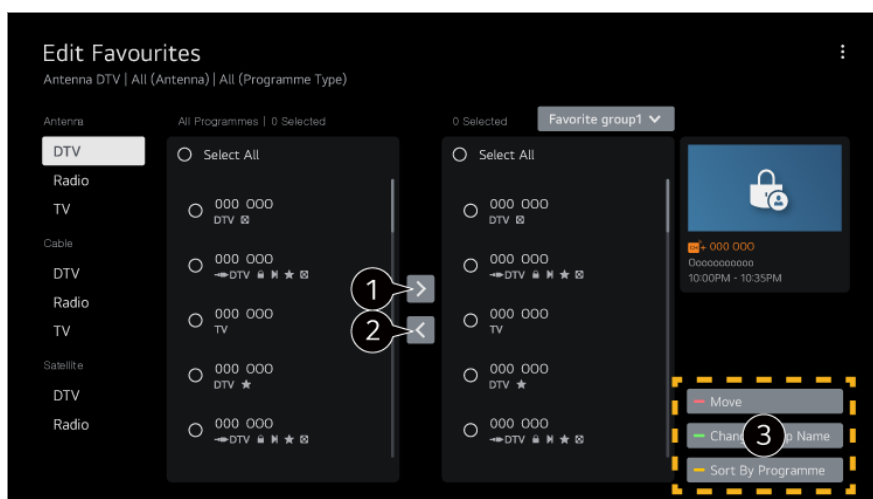 Edit Favourites
Antenna DTV | All (Antenna) | All (Programme Type)
Antenna
DTV
Radio
TV
Cable
DTV
Radio
TV
Satellite
DTV
Radio
All Programmes | 0 Selected
Select All
000 000
DTV
000 000
DTV
000 000
TV
000 000
DTV
000 000
DTV
1
2
0 Selected
Favorite group1
Select All
000 000
DTV
000 000
DTV
000 000
TV
000 000
DTV
000 000
DTV
CH+ 000 000
Oooooooooo
10:00PM - 10:35PM
Move
3
Name
Sort By Programme